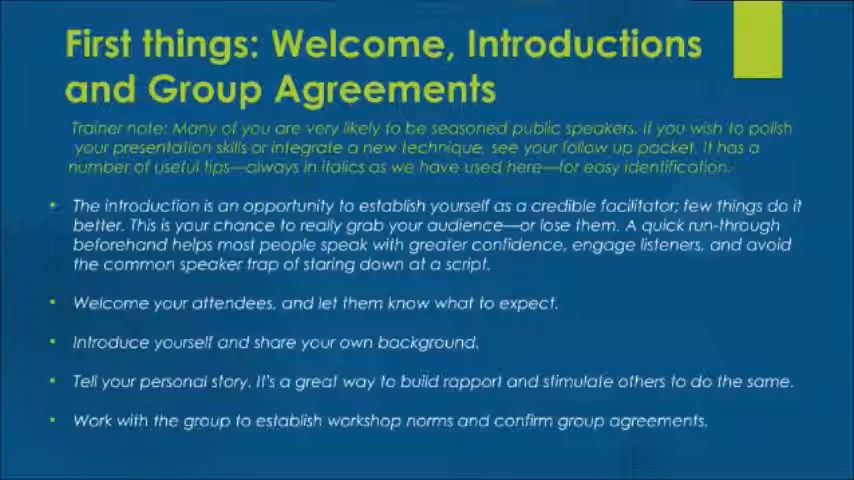 First things: Welcome, Introductions
and Group Agreements
Trainer note: Many of you are very likely to be seasoned public speakers. If you wish to polish
your presentation skills or integrate a new technique, see your follow up packet. It has a
number of useful tips—always in italics as we have used here—for easy identification.
• The introduction is an opportunity to establish yourself as a credible facilitator; few things do it
better. This is your chance to really grab your audience—or lose them. A quick run-through
beforehand helps most people speak with greater confidence, engage listeners, and avoid
the common speaker trap of staring down at a script.
• Welcome your attendees, and let them know what to expect.
• Introduce yourself and share your own background.
• Tell your personal story. It's a great way to build rapport and stimulate others to do the same.
• Work with the group to establish workshop norms and confirm group agreements.